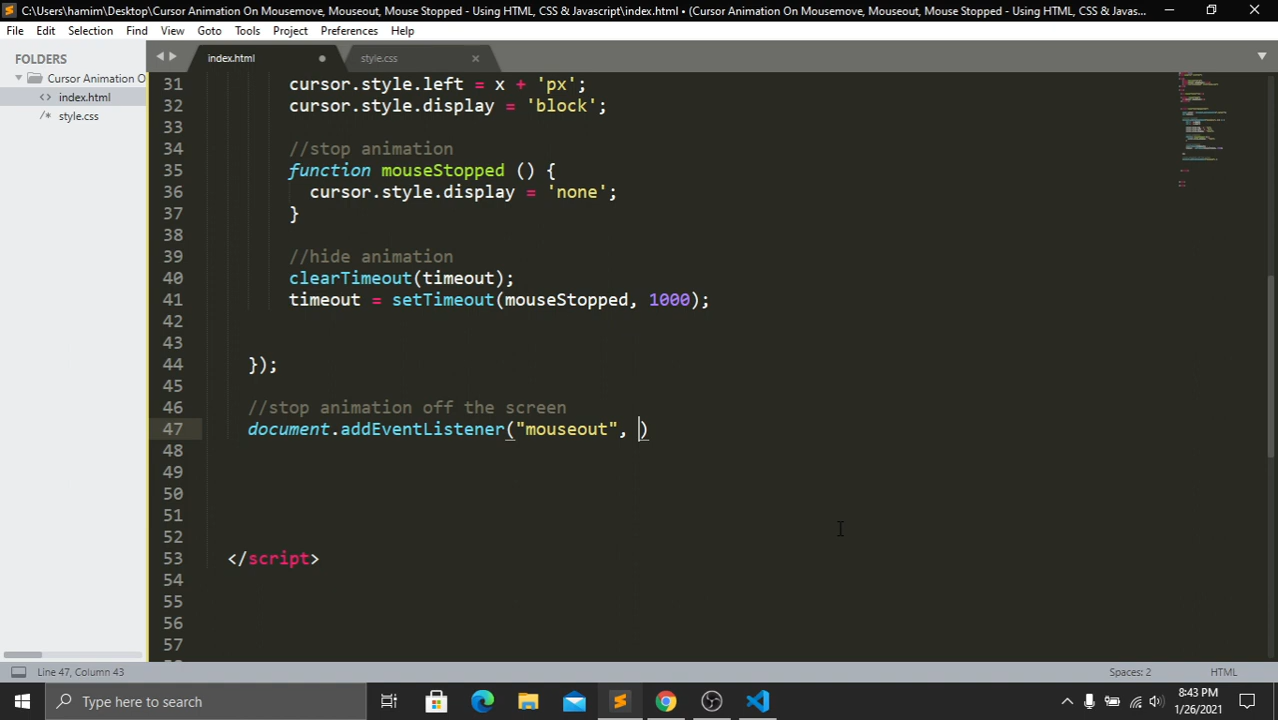 C:\Users\hamim\Desktop\Cursor Animation On Mousemove, Mouseout, Mouse Stopped - Using HTML, CSS & Javascript\index.html • (Cursor Animation On Mousemove, Mouseout, Mouse Stopped - Using HTML, CSS & Javas...
File Edit Selection Find View Goto Tools Project Preferences Help
FOLDERS
Cursor Animation O
<> index.html
/* style.css
index.html
style.css
31 cursor.style.left = x + 'px';
32 cursor.style.display = 'block';
33
34 //stop animation
35 function mouseStopped () {
36 cursor.style.display = 'none';
37 }
38
39 //hide animation
40 clearTimeout(timeout);
41 timeout = setTimeout(mouseStopped, 1000);
42
43
44 });
45
46 //stop animation off the screen
47 document.addEventListener("mouseout", )
48
49
50
51
52
53 </script>
54
55
56
57
Line 47, Column 43
Spaces: 2
HTML
Type here to search
8:43 PM
1/26/2021